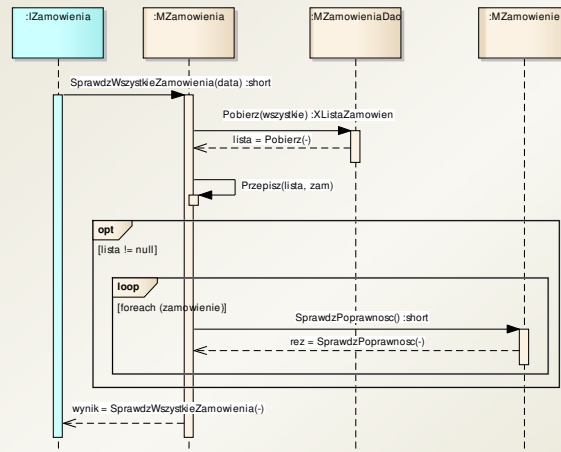 :IZamowienia
:MZamowienia
:MZamowieniaDao
:MZamowienie
SprawdzWszystkieZamowienia(data) :short
Pobierz(wszystkie) :XListaZamowien
lista = Pobierz(-)
Przepisz(lista, zam)
opt
[lista != null]
loop
[foreach (zamowienie)]
SprawdzPoprawnosc() :short
rez = SprawdzPoprawnosc(-)
wynik = SprawdzWszystkieZamowienia(-)